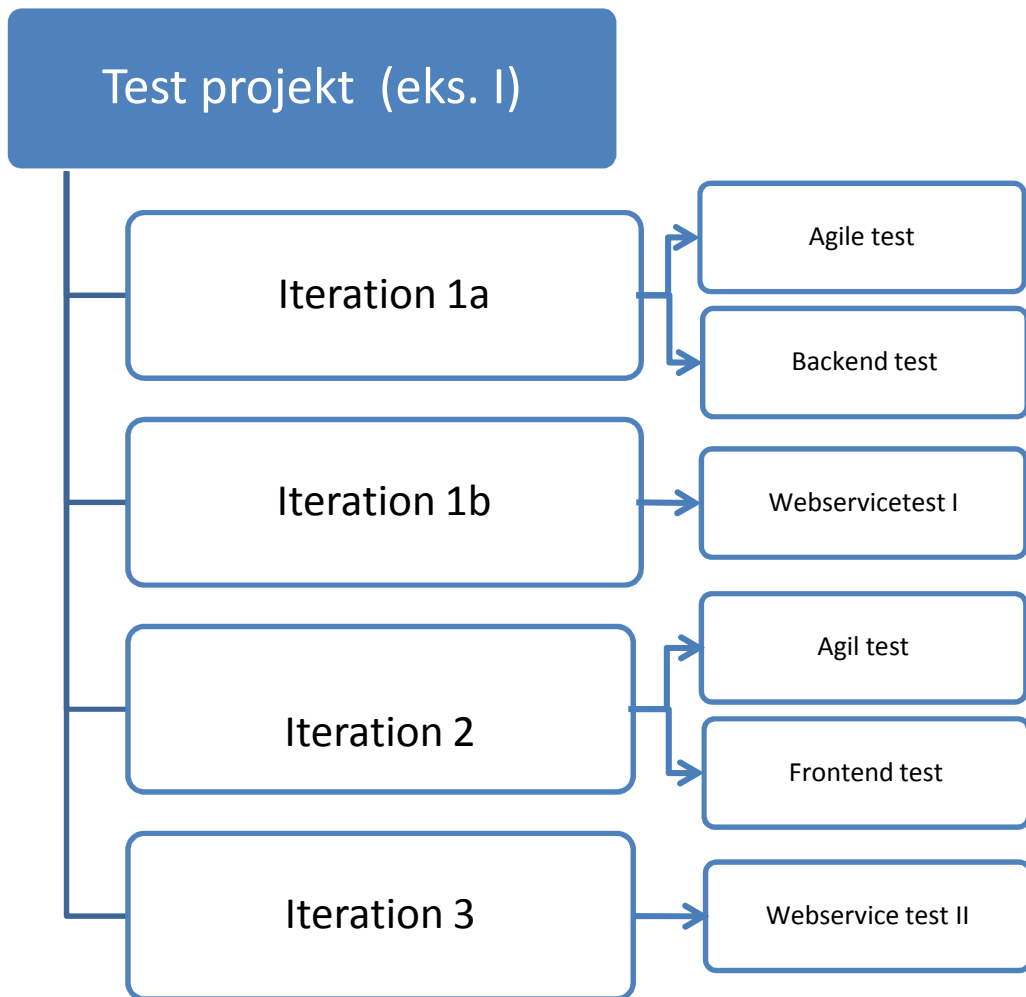 Test projekt  (eks. I)
Iteration 1a
Agile test
Backend test
Iteration 1b
Webservicetest I
Iteration 2
Agil test
Frontend test
Iteration 3
Webservice test II